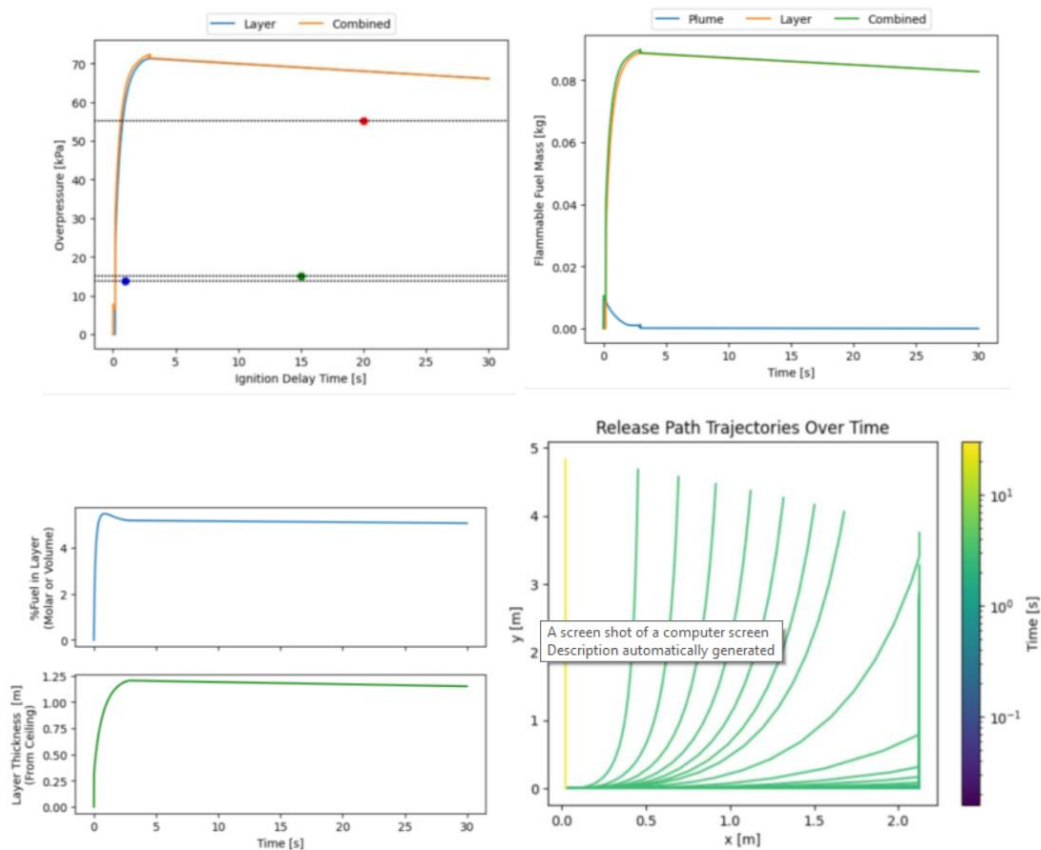 Layer Combined
Overpressure [kPa]
70
60
50
40
30
20
10
0
0 5 10 15 20 25 30
Ignition Delay Time [s]
Plume Layer Combined
Flammable Fuel Mass [kg]
0.08
0.06
0.04
0.02
0.00
0 5 10 15 20 25 30
Time [s]
%Fuel in Layer
(Molar or Volume)
4
2
0
Layer Thickness [m]
(From Ceiling)
1.25
1.00
0.75
0.50
0.25
0.00
0 10 20 30
Time [s]
Release Path Trajectories Over Time
y [m]
5
4
3
2
1
0
A screen shot of a computer screen
Description automatically generated
0.0 0.5 1.0 1.5 2.0
x [m]
10¹
10⁰
10⁻¹
Time [s]